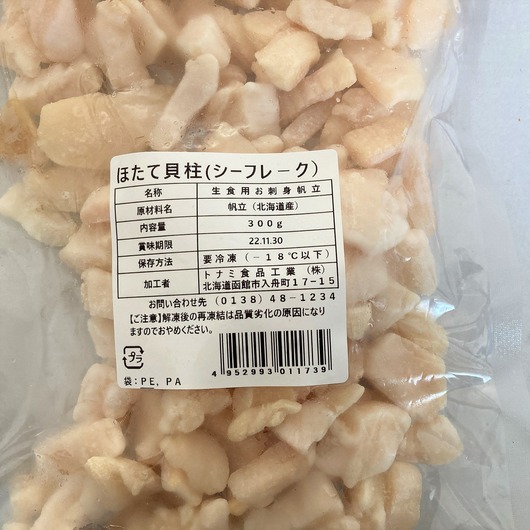 ほたて貝柱(シーフレーク)
名称 生食用お刺身帆立
原材料名 帆立(北海道産)
内容量 300g
賞味期限 22.11.30
保存方法 要冷凍(-18℃以下)
加工者 トナミ食品工業(株)
北海道函館市入舟町17-15
お問い合わせ先(0138)48-1234
【ご注意】解凍後の再凍結は品質劣化の原因になり
ますのでおやめください。
プラ
袋:PE, PA
4952993011739